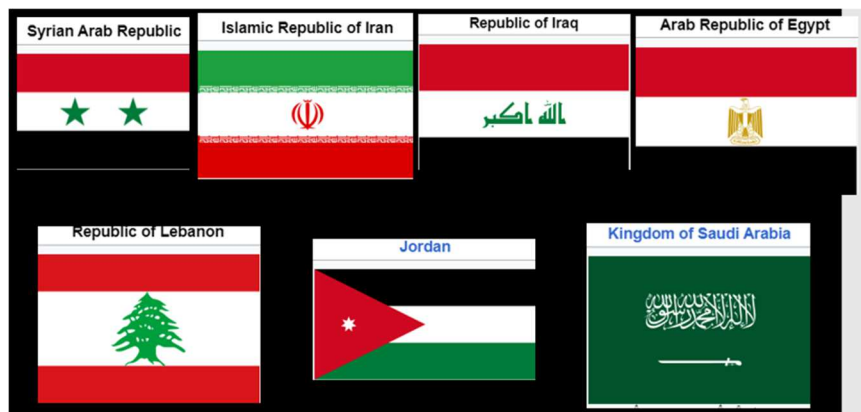 Syrian Arab Republic
Islamic Republic of Iran
Republic of Iraq
Arab Republic of Egypt
الله اكبر
Republic of Lebanon
Jordan
Kingdom of Saudi Arabia
لا إله إلا الله محمد رسول الله